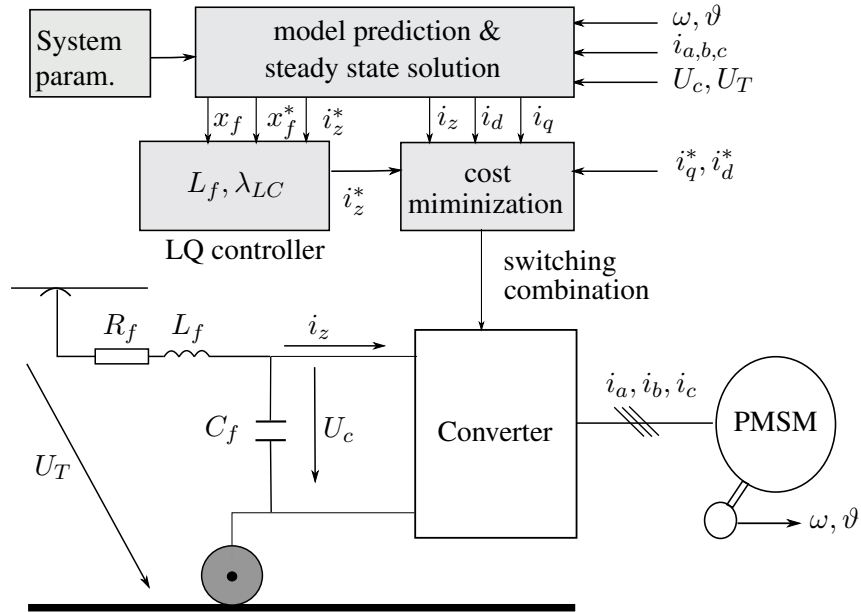 System
param.
model prediction &
steady state solution
ω, ϑ
i_{a,b,c}
U_c, U_T
x_f
x_f^*
i_z^*
i_z
i_d
i_q
L_f, λ_{LC}
i_z^*
cost
miminization
i_q^*, i_d^*
LQ controller
switching
combination
R_f
L_f
i_z
i_a, i_b, i_c
C_f
U_c
Converter
PMSM
U_T
ω, ϑ